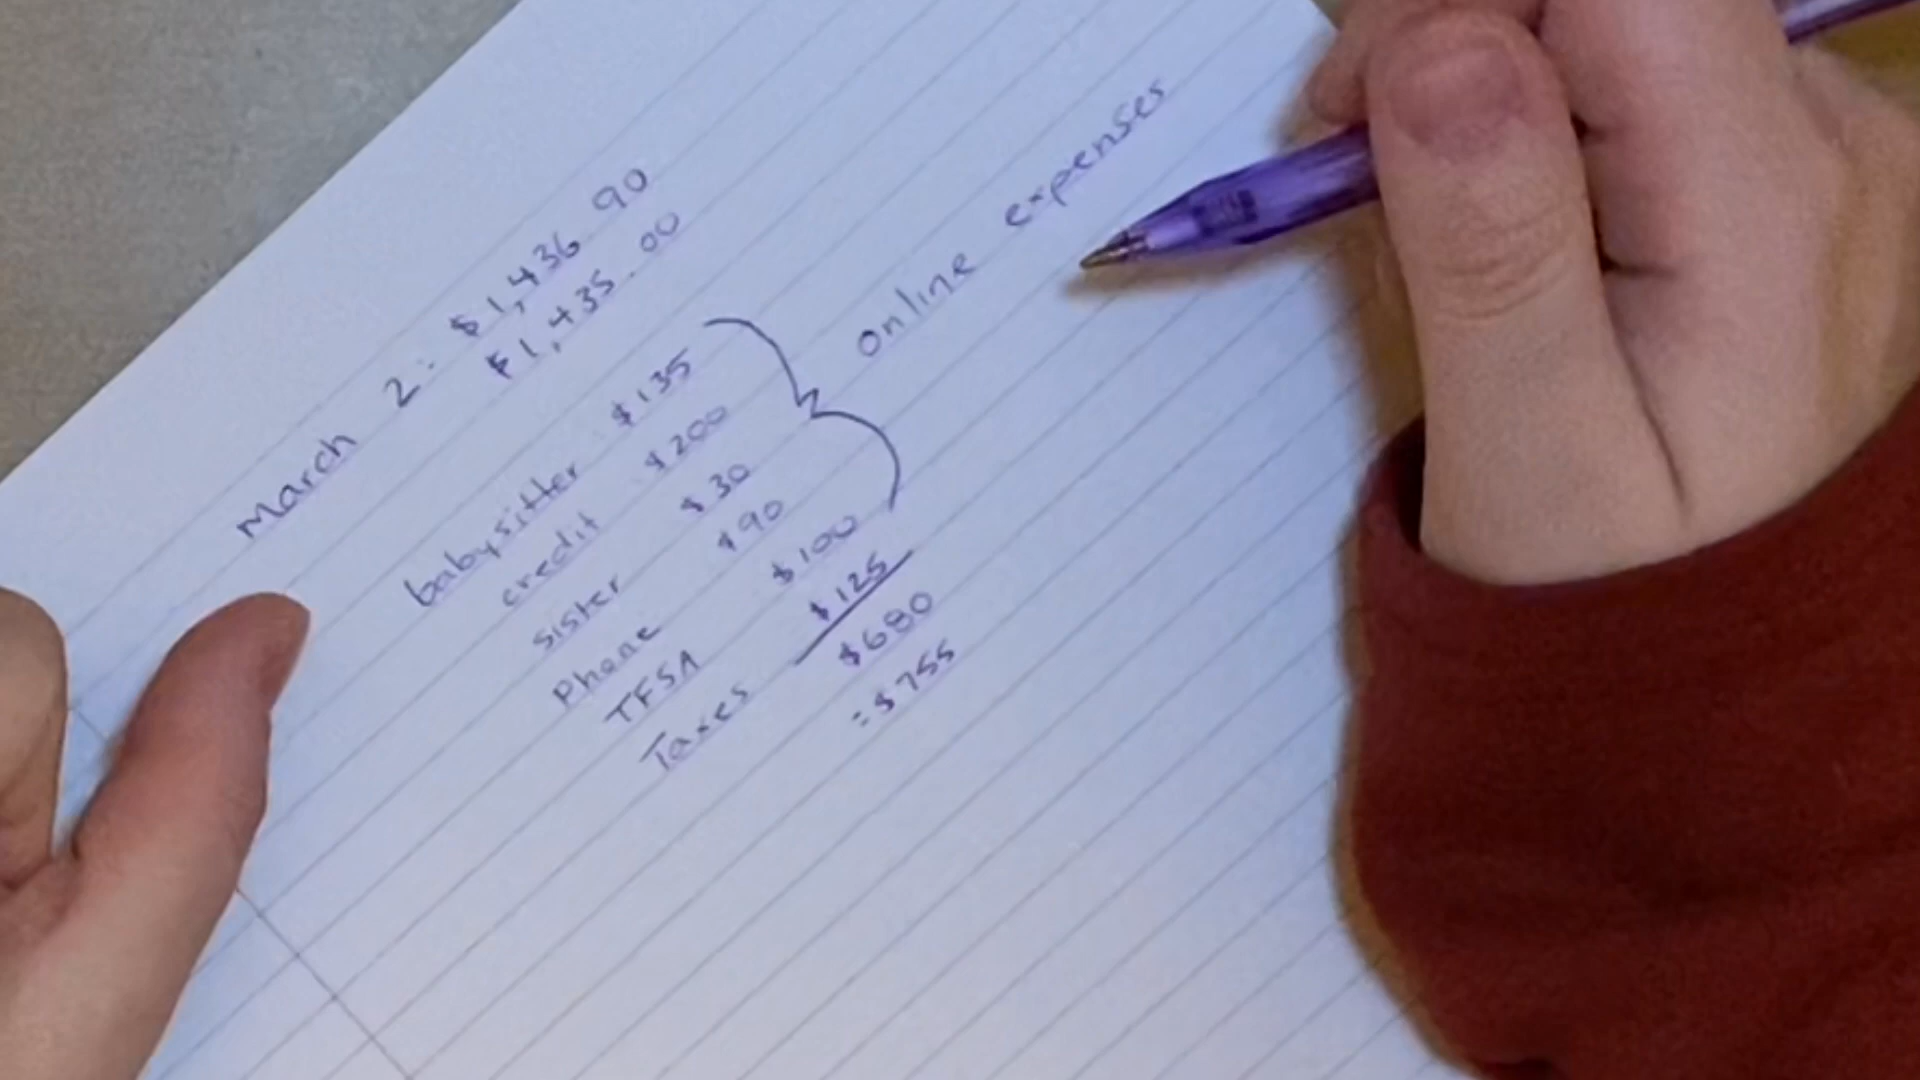 March 2: $1,436.90
$1,435.00
babysitter $135
credit $200
sister $30
Phone $90
TFSA $100
Taxes $125
$680
=$755
Online expenses